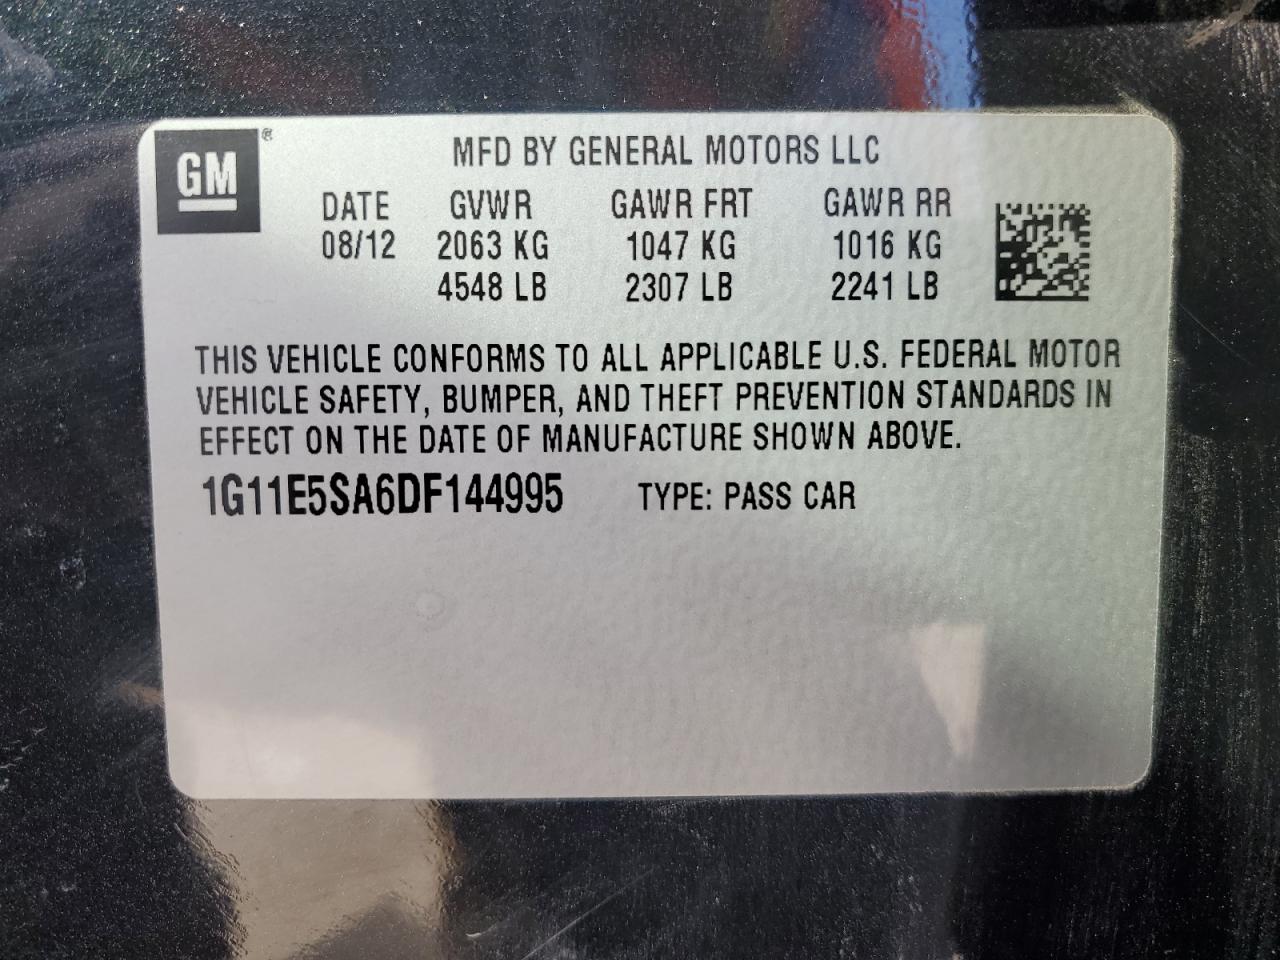 GM®
MFD BY GENERAL MOTORS LLC
DATE GVWR GAWR FRT GAWR RR
08/12 2063 KG 1047 KG 1016 KG
4548 LB 2307 LB 2241 LB
THIS VEHICLE CONFORMS TO ALL APPLICABLE U.S. FEDERAL MOTOR
VEHICLE SAFETY, BUMPER, AND THEFT PREVENTION STANDARDS IN
EFFECT ON THE DATE OF MANUFACTURE SHOWN ABOVE.
1G11E5SA6DF144995 TYPE: PASS CAR